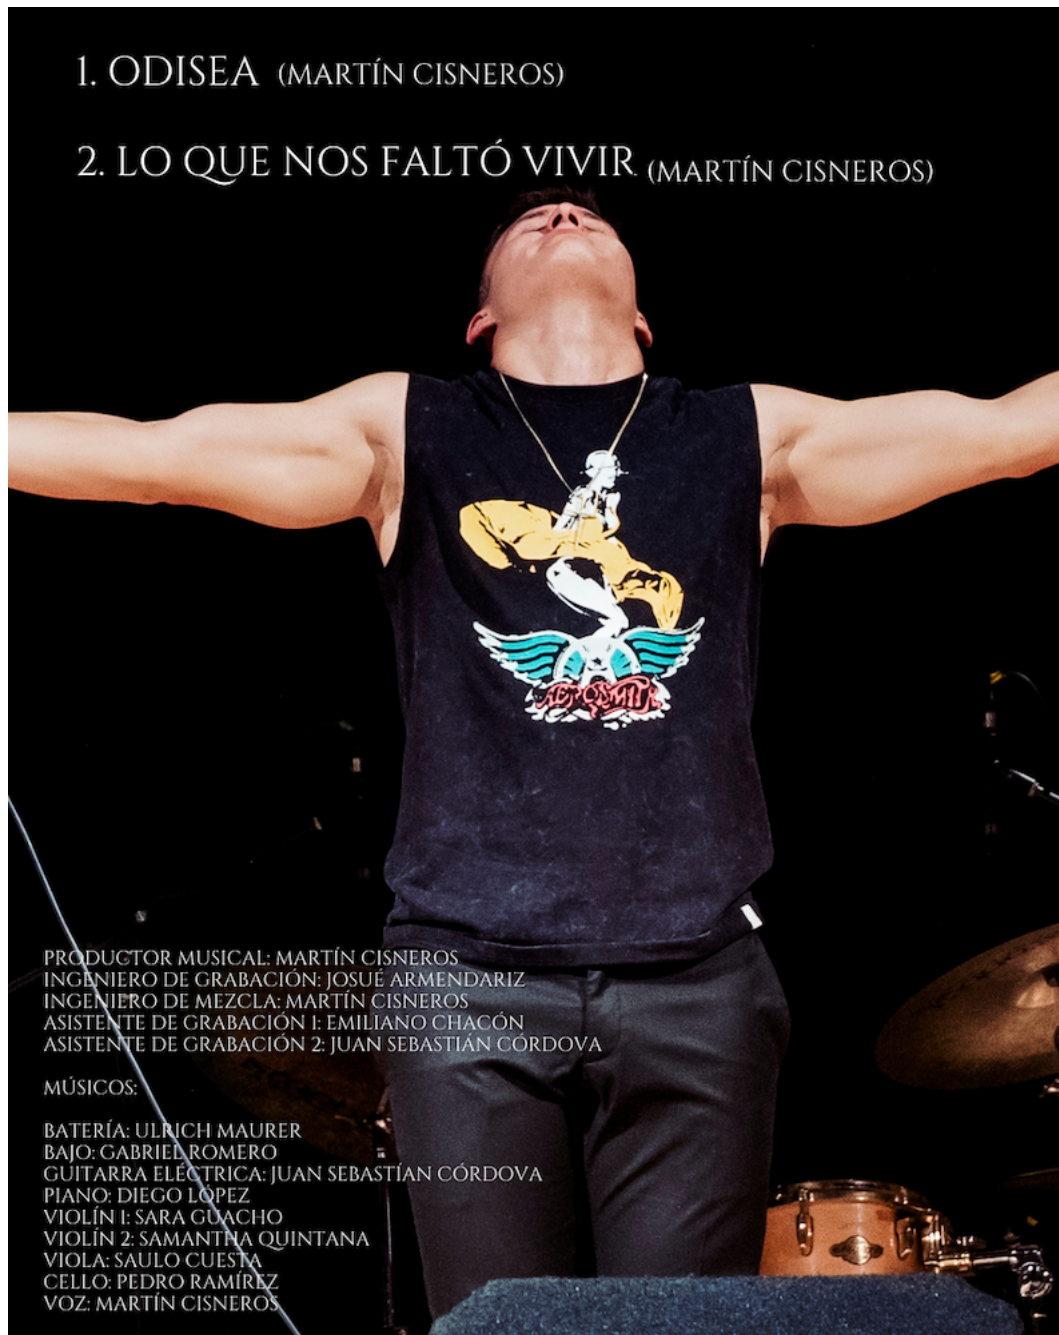 1. ODISEA (MARTÍN CISNEROS)
2. LO QUE NOS FALTÓ VIVIR (MARTÍN CISNEROS)
AEROSMITH
PRODUCTOR MUSICAL: MARTÍN CISNEROS
INGENIERO DE GRABACIÓN: JOSUÉ ARMENDARIZ
INGENIERO DE MEZCLA: MARTÍN CISNEROS
ASISTENTE DE GRABACIÓN 1: EMILIANO CHACÓN
ASISTENTE DE GRABACIÓN 2: JUAN SEBASTIÁN CÓRDOVA
MÚSICOS:
BATERÍA: ULRICH MAURER
BAJO: GABRIEL ROMERO
GUITARRA ELÉCTRICA: JUAN SEBASTÍAN CÓRDOVA
PIANO: DIEGO LÓPEZ
VIOLÍN 1: SARA GUACHO
VIOLÍN 2: SAMANTHA QUINTANA
VIOLA: SAULO CUESTA
CELLO: PEDRO RAMÍREZ
VOZ: MARTÍN CISNEROS